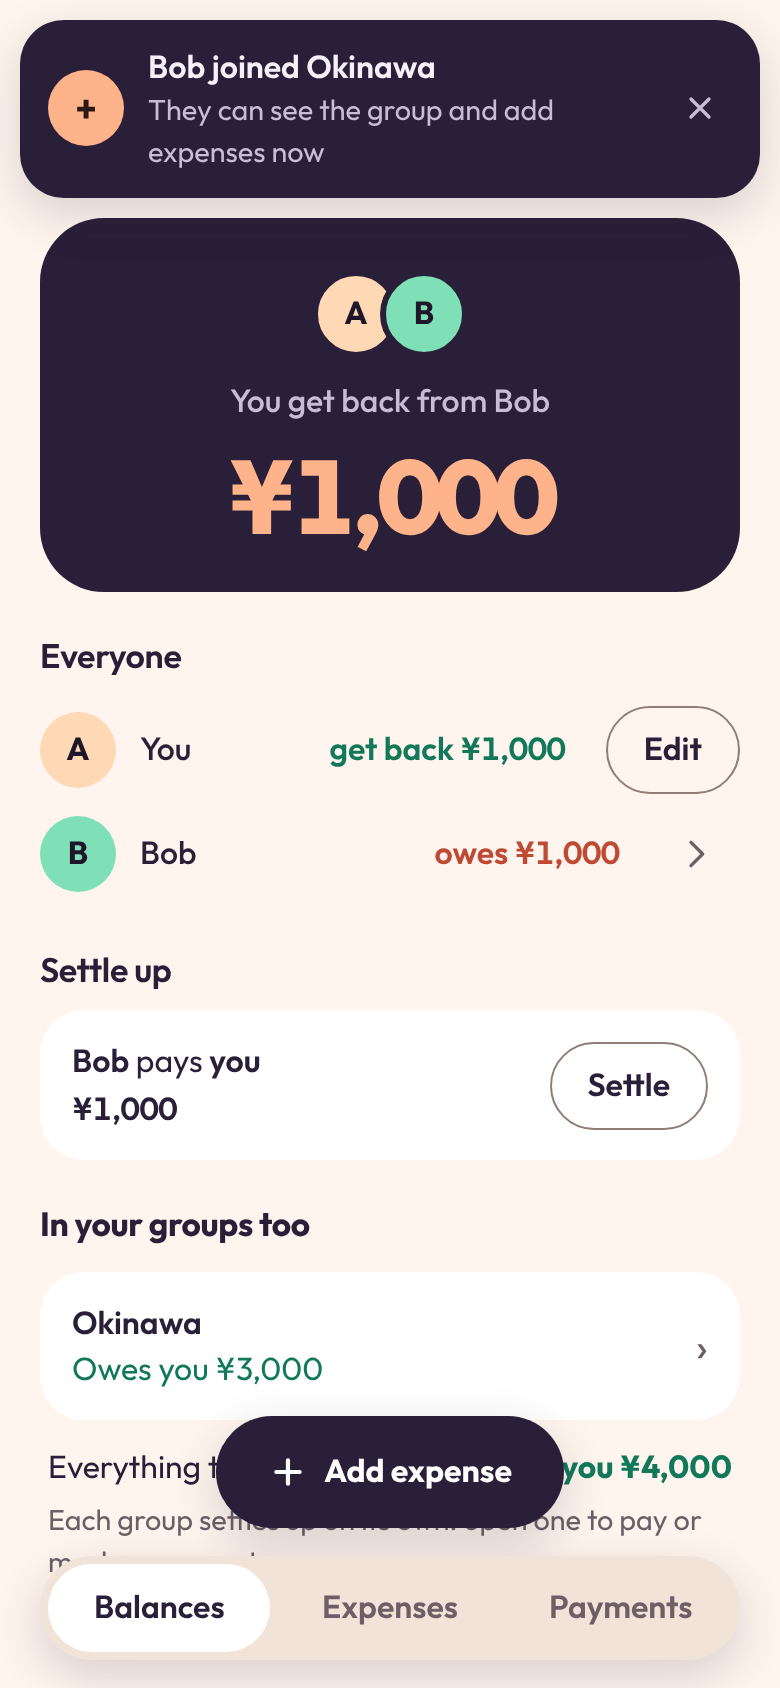 Bob joined Okinawa
They can see the group and add
expenses now
+
A
B
You get back from Bob
¥1,000
Everyone
A You get back ¥1,000 Edit
B Bob owes ¥1,000
Settle up
Bob pays you
¥1,000
Settle
In your groups too
Okinawa
Owes you ¥3,000
Everything you ¥4,000
+ Add expense
Each group one to pay or
Balances Expenses Payments